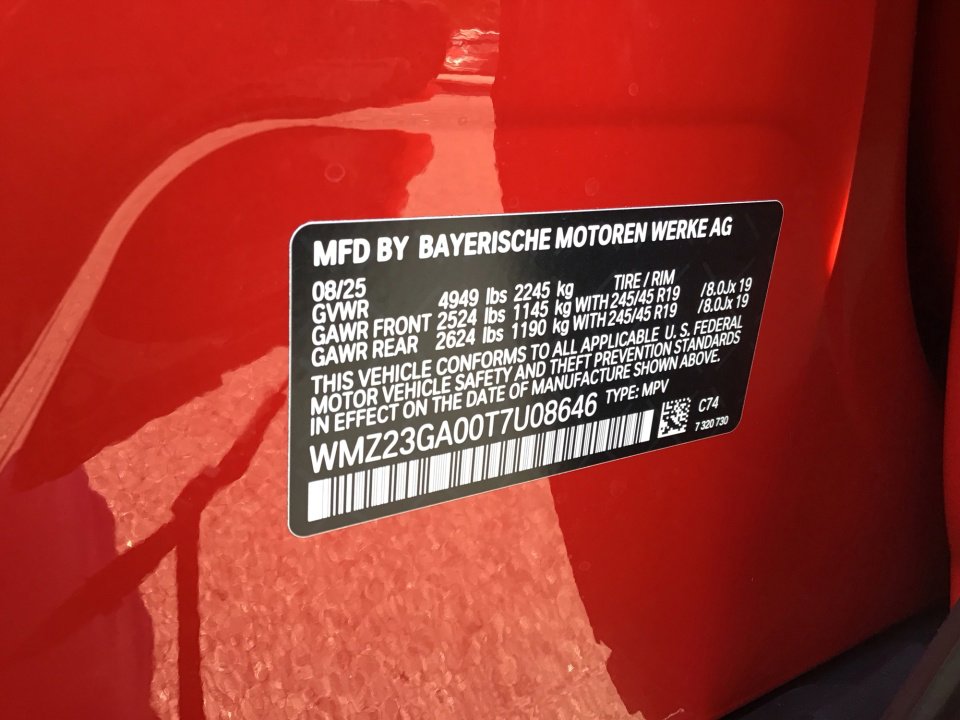 MFD BY BAYERISCHE MOTOREN WERKE AG
08/25 TIRE / RIM
GVWR 4949 lbs 2245 kg
GAWR FRONT 2524 lbs 1145 kg WITH 245/45 R19 /8.0Jx 19
GAWR REAR 2624 lbs 1190 kg WITH 245/45 R19 /8.0Jx 19
THIS VEHICLE CONFORMS TO ALL APPLICABLE U. S. FEDERAL
MOTOR VEHICLE SAFETY AND THEFT PREVENTION STANDARDS
IN EFFECT ON THE DATE OF MANUFACTURE SHOWN ABOVE.
WMZ23GA00T7U08646 TYPE: MPV
C74
7 320 730